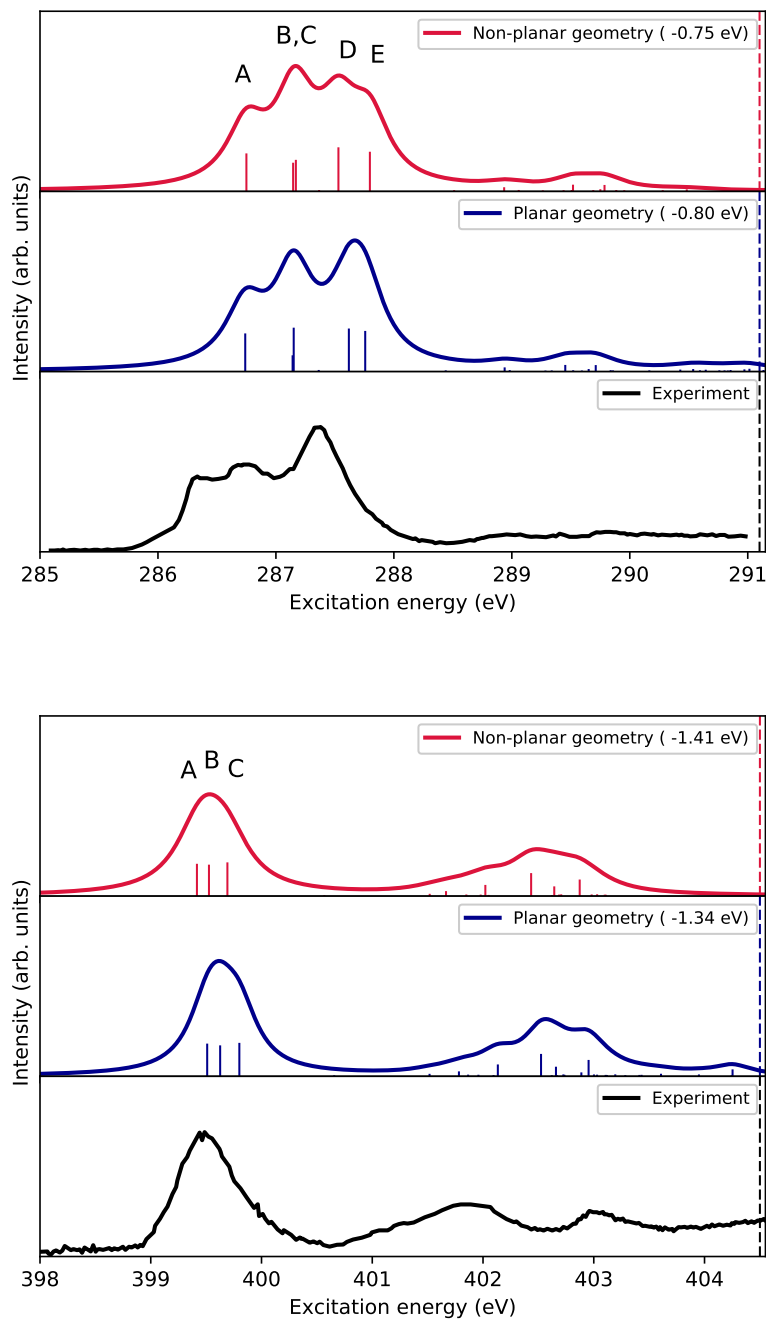 Non-planar geometry ( -0.75 eV)
A
B,C
D
E
Planar geometry ( -0.80 eV)
Intensity (arb. units)
Experiment
285 286 287 288 289 290 291
Excitation energy (eV)
Non-planar geometry ( -1.41 eV)
A
B
C
Planar geometry ( -1.34 eV)
Intensity (arb. units)
Experiment
398 399 400 401 402 403 404
Excitation energy (eV)